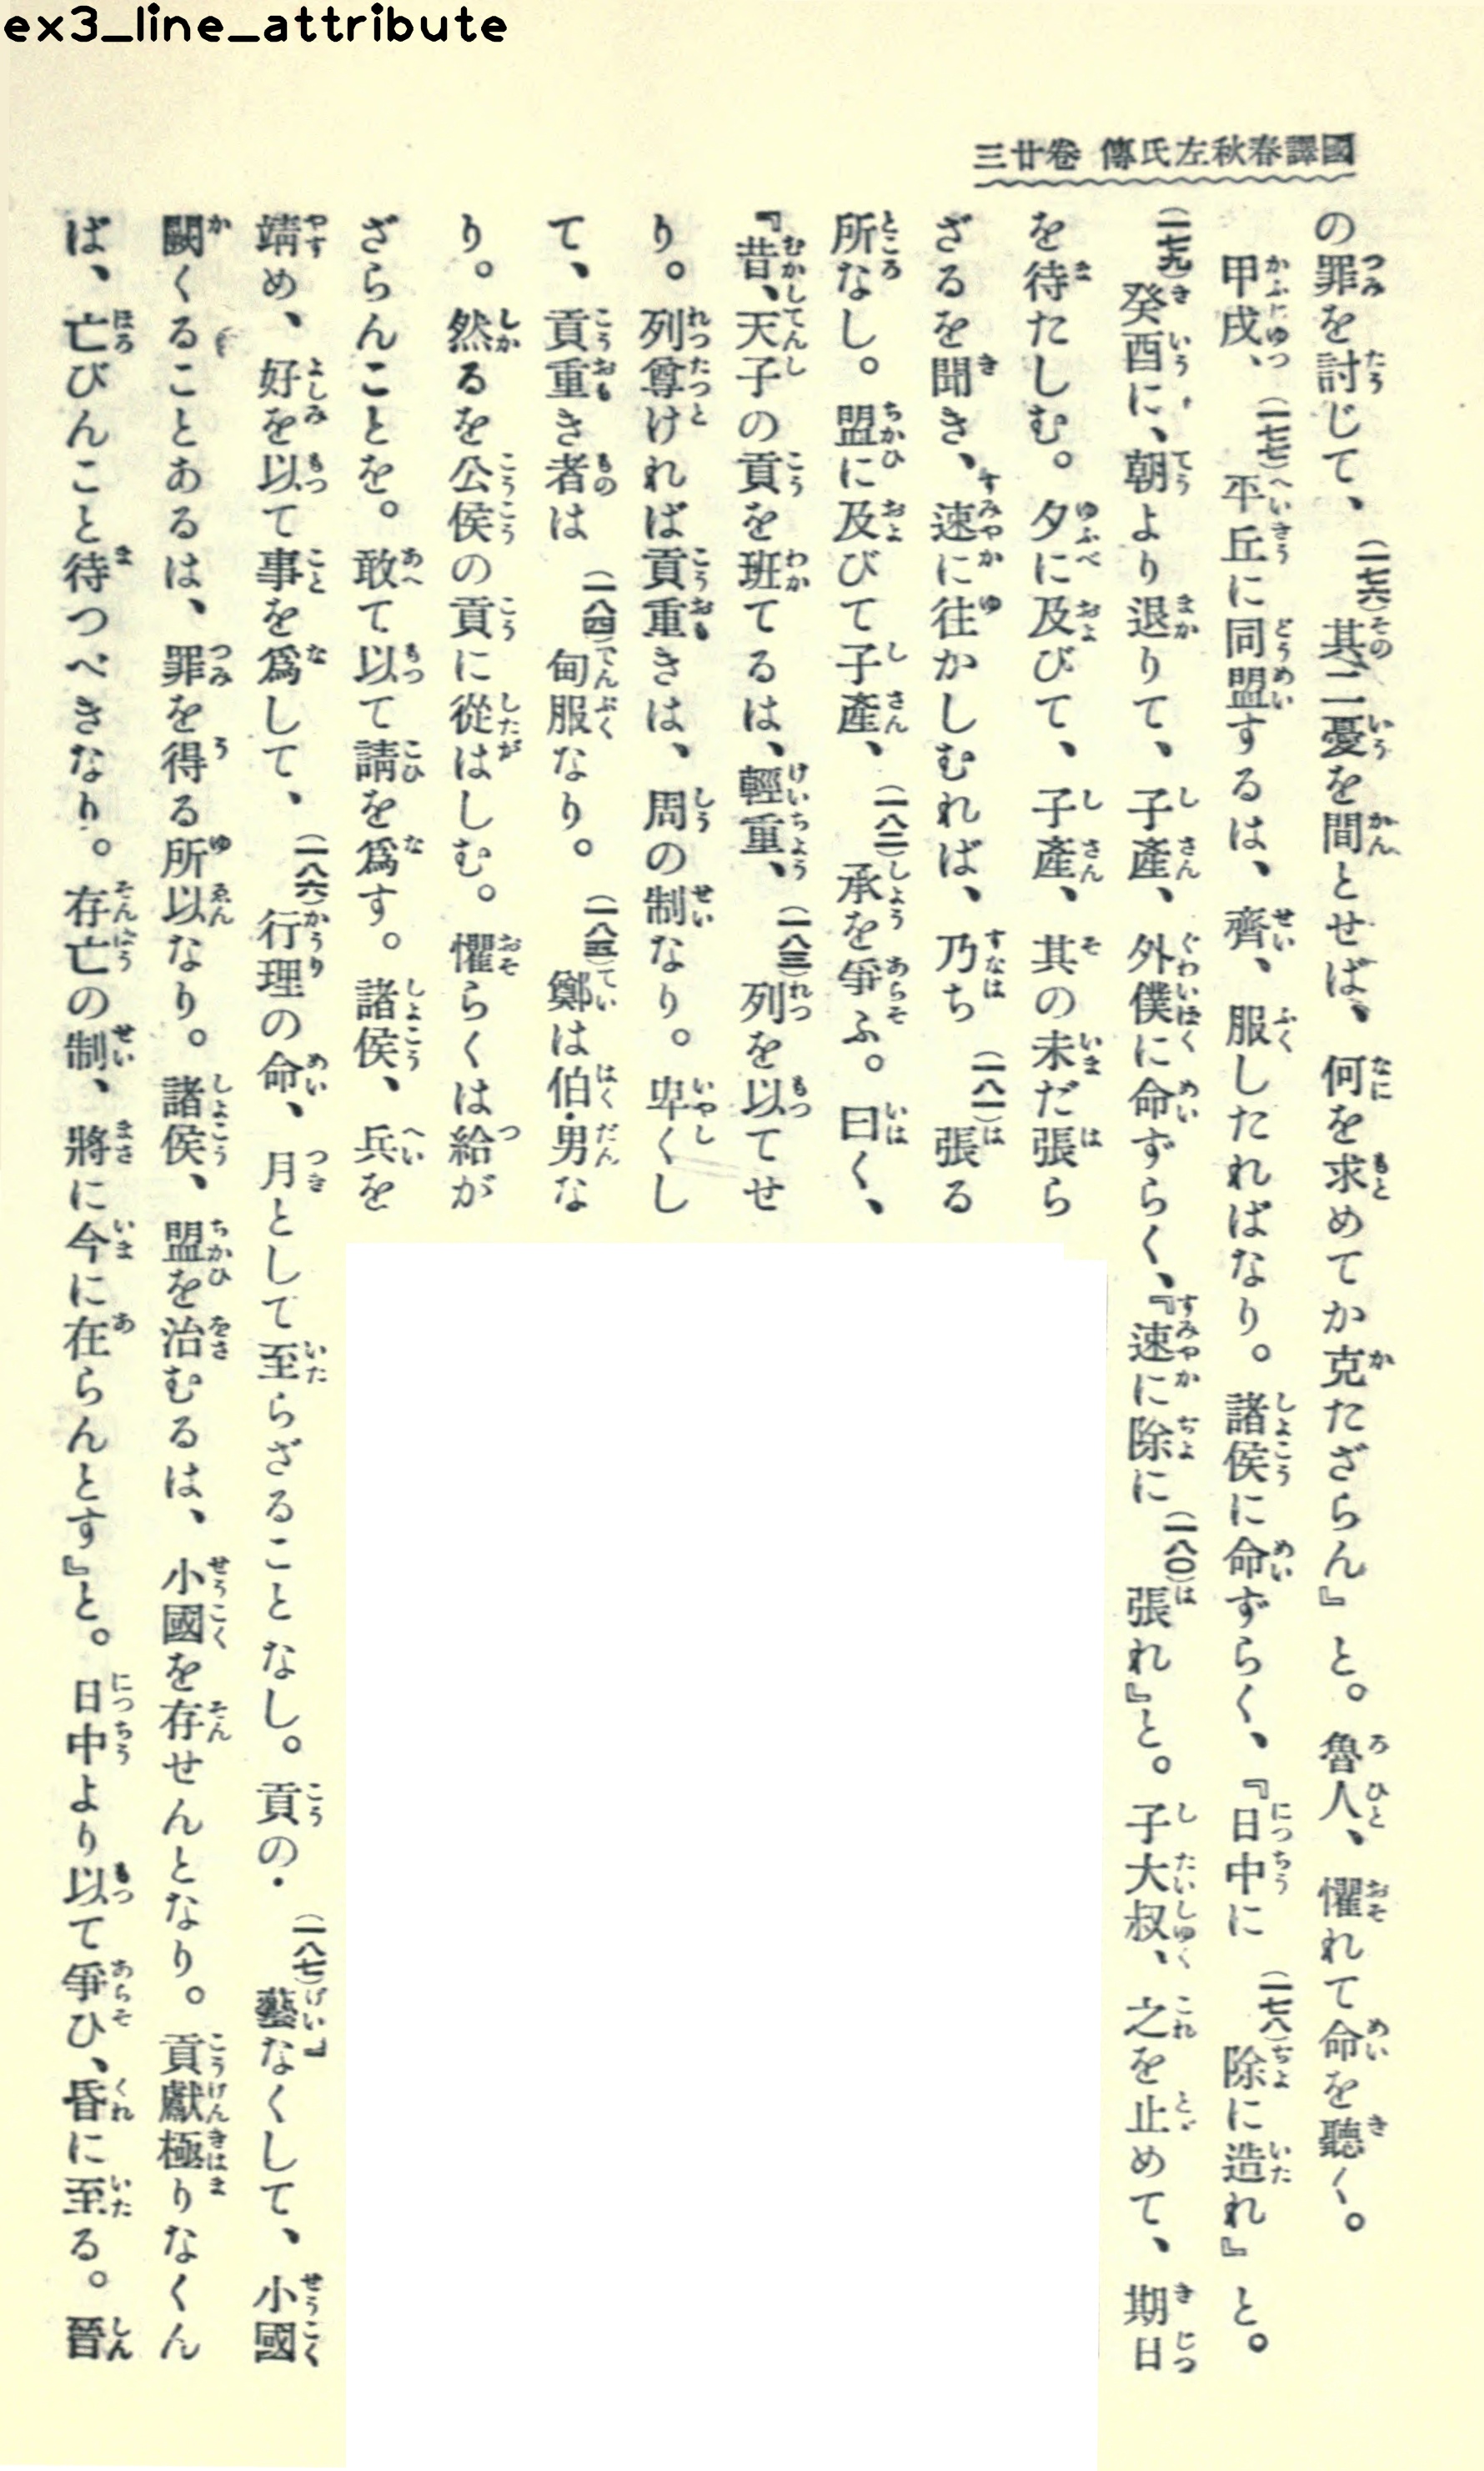 ex3_line_attribute
國譯春秋左氏傳 卷廿三
の罪を討じて、(一七六)其二憂を間とせば、何を求めてか克たざらん』と。魯人、懼れて命を聽く。
甲戌、(一七七)平丘に同盟するは、齊、服したればなり。諸侯に命ずらく、『日中に(一七八)除に造れ』と。
(一七九)癸酉に、朝より退りて、子產、外僕に命ずらく、『速に除に(一八〇)張れ』と。子大叔、之を止めて、期日
を待たしむ。夕に及びて、子產、其の未だ張ら
ざるを聞き、速に往かしむれば、乃ち(一八一)張る
所なし。盟に及びて子產、(一八二)承を爭ふ。曰く、
『昔、天子の貢を班てるは、輕重、(一八三)列を以てせ
り。列尊ければ貢重きは、周の制なり。卑くし
て、貢重き者は(一八四)甸服なり。(一八五)鄭は伯・男な
り。然るを公侯の貢に從はしむ。懼らくは給が
ざらんことを。敢て以て請を爲す。諸侯、兵を
靖め、好を以て事を爲して、(一八六)行理の命、月として至らざることなし。貢の・(一八七)藝なくして、小國
闕くることあるは、罪を得る所以なり。諸侯、盟を治むるは、小國を存せんとなり。貢獻極りなくん
ば、亡びんこと待つべきなり。存亡の制、將に今に在らんとす』と。日中より以て爭ひ、昏に至る。晉